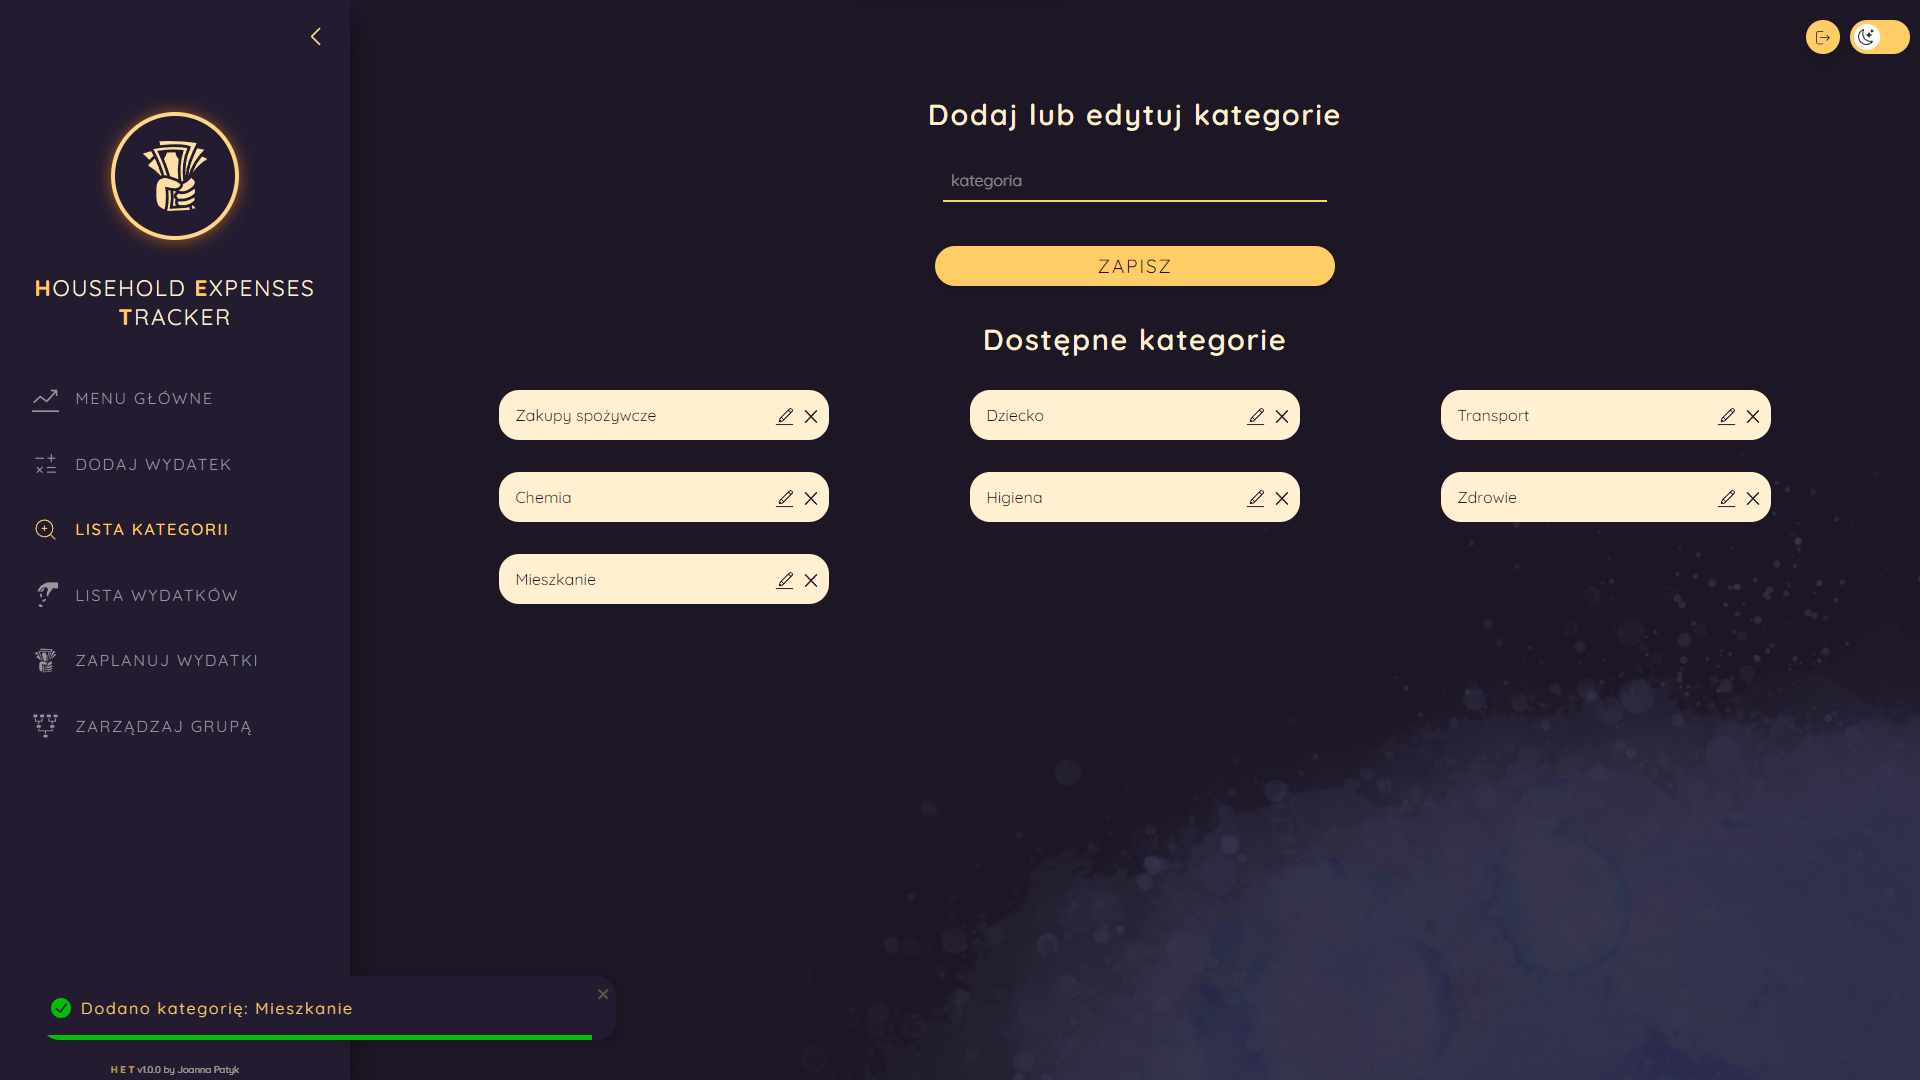 HOUSEHOLD EXPENSES
TRACKER
MENU GŁÓWNE
DODAJ WYDATEK
LISTA KATEGORII
LISTA WYDATKÓW
ZAPLANUJ WYDATKI
ZARZĄDZAJ GRUPĄ
Dodaj lub edytuj kategorie
kategoria
ZAPISZ
Dostępne kategorie
Zakupy spożywcze
Dziecko
Transport
Chemia
Higiena
Zdrowie
Mieszkanie
Dodano kategorię: Mieszkanie
HET v1.0.0 by Joanna Patyk